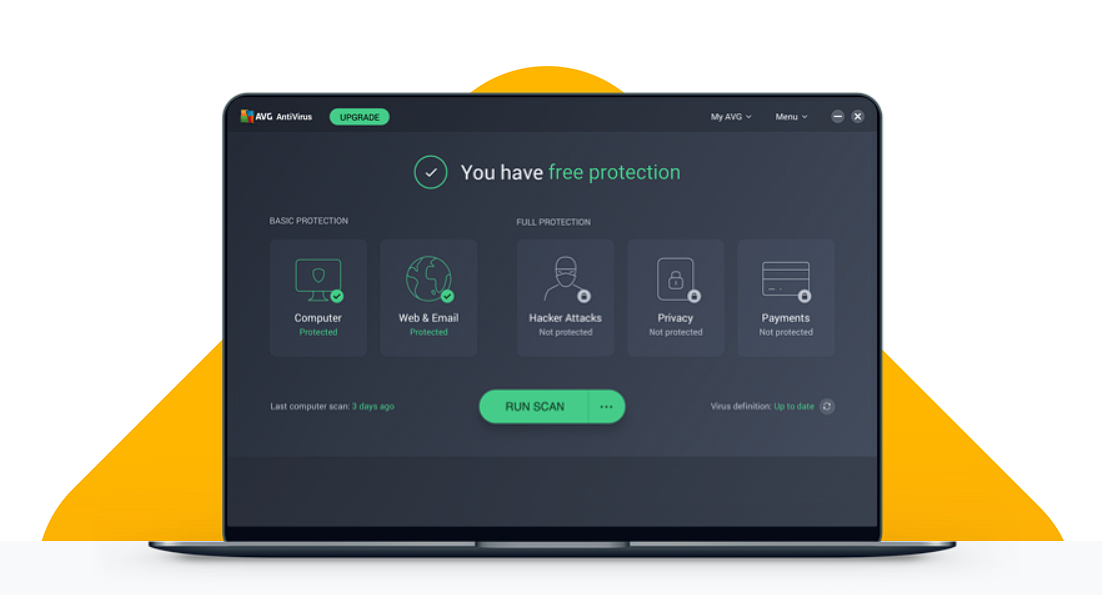 AVG AntiVirus UPGRADE My AVG Menu
You have free protection
BASIC PROTECTION FULL PROTECTION
Computer Web & Email Hacker Attacks Privacy Payments
Protected Protected Not protected Not protected Not protected
Last computer scan: 3 days ago RUN SCAN Virus definition: Up to date